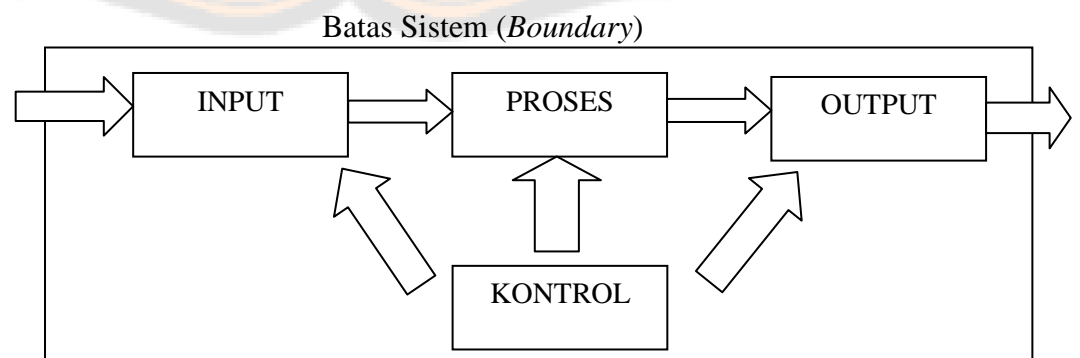 Batas Sistem (Boundary)
INPUT
PROSES
OUTPUT
KONTROL